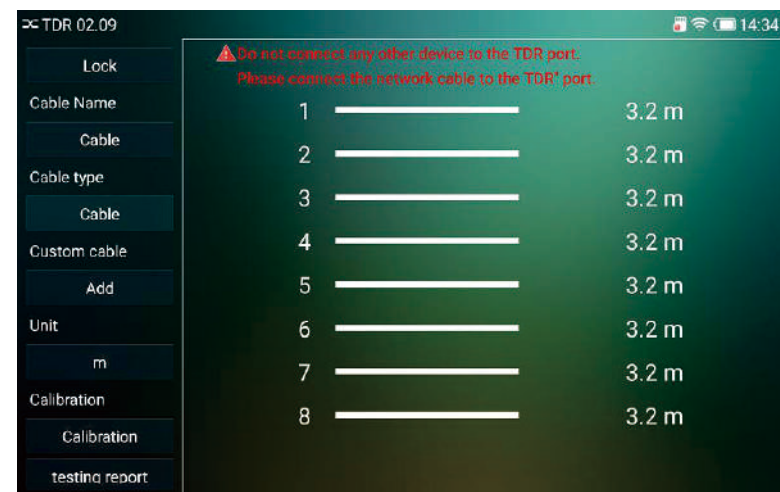 TDR 02.09
14:34
Lock
Cable Name
Cable
Cable type
Cable
Custom cable
Add
Unit
m
Calibration
Calibration
testing report
Do not connect any other device to the TDR port.
Please connect the network cable to the TDR" port.
1 3.2 m
2 3.2 m
3 3.2 m
4 3.2 m
5 3.2 m
6 3.2 m
7 3.2 m
8 3.2 m